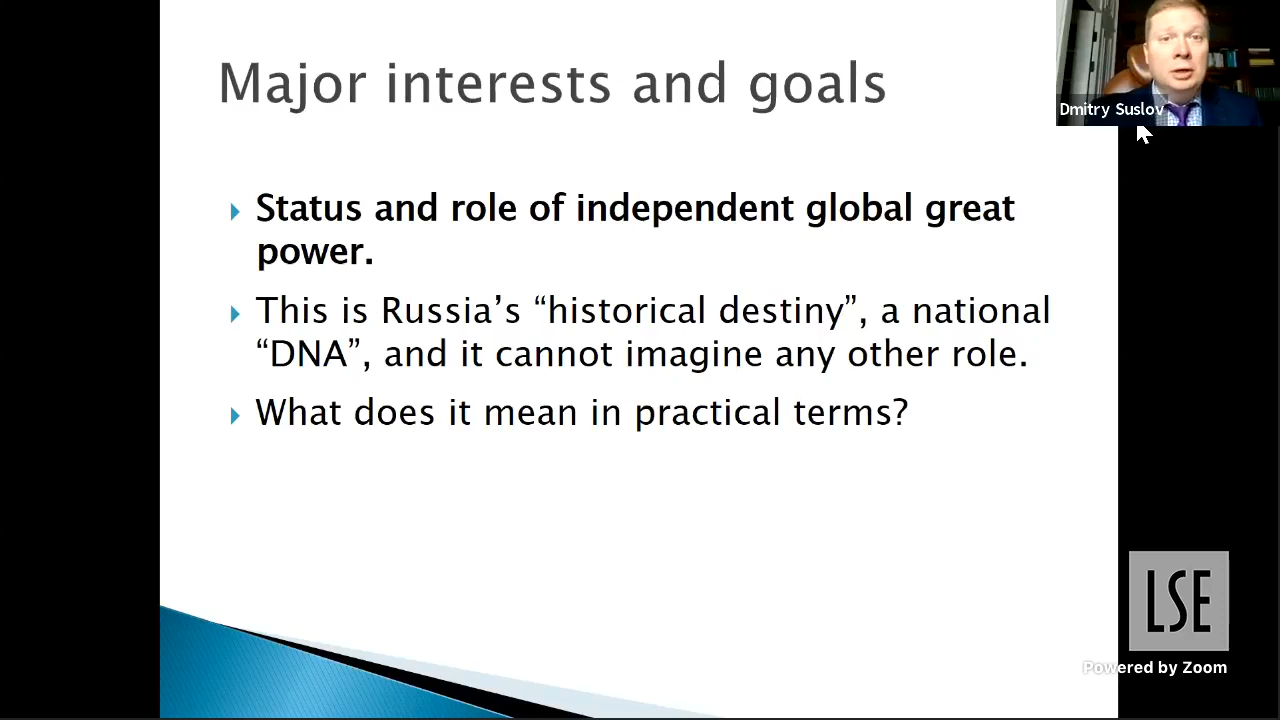 Major interests and goals
Dmitry Suslov
Status and role of independent global great
power.
This is Russia’s “historical destiny”, a national
“DNA”, and it cannot imagine any other role.
What does it mean in practical terms?
LSE
Powered by Zoom